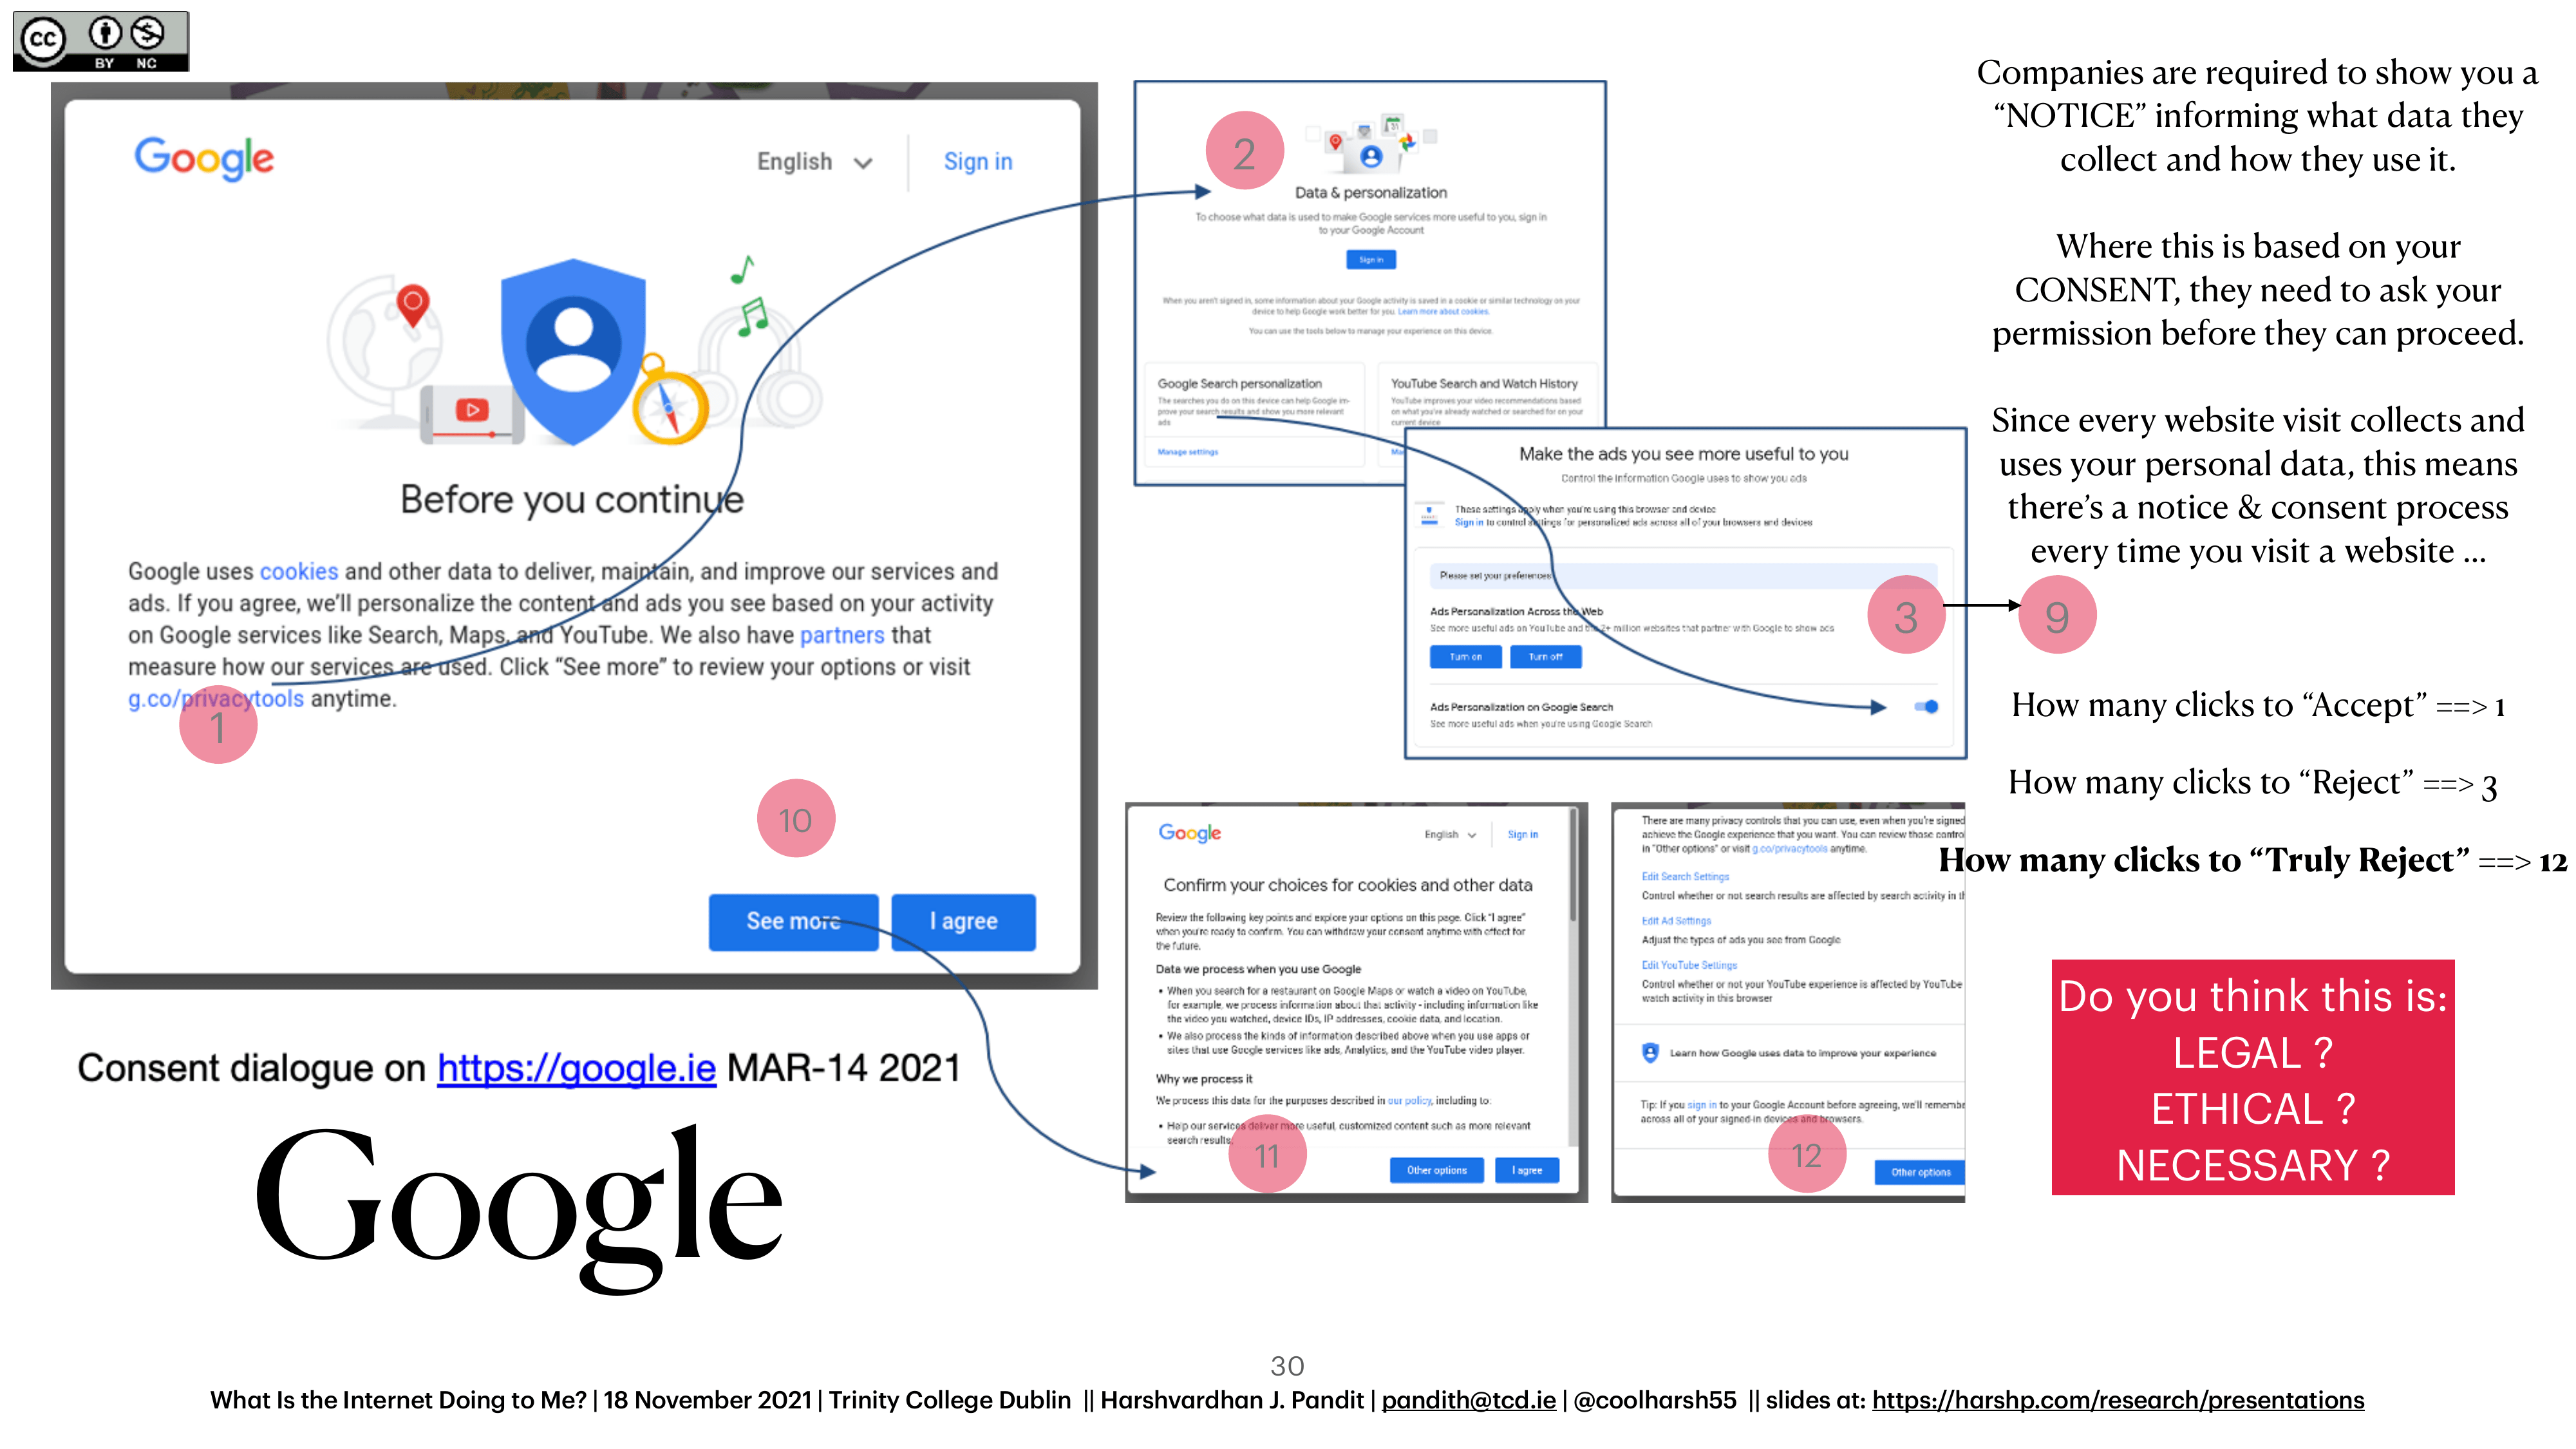 CC
BY NC
Google
English
Sign in
Before you continue
Google uses cookies and other data to deliver, maintain, and improve our services and
ads. If you agree, we'll personalize the content and ads you see based on your activity
on Google services like Search, Maps, and YouTube. We also have partners that
measure how our services are used. Click “See more” to review your options or visit
g.co/privacytools anytime.
1
10
See more
I agree
Consent dialogue on https://google.ie MAR-14 2021
Google
2
31
Data & personalization
To choose what data is used to make Google services more useful to you, sign in
to your Google Account
Sign in
When you aren't signed in, some information about your Google activity is saved in a cookie or similar technology on your
device to help Google work better for you. Learn more about cookies.
You can use the tools below to manage your experience on this device.
Google Search personalization
The searches you do on this device can help Google im-
prove your search results and show you more relevant
ads
Manage settings
YouTube Search and Watch History
YouTube improves your video recommendations based
on what you've already watched or searched for on your
current device
Ma
Make the ads you see more useful to you
Control the information Google uses to show you ads
These settings apply when you're using this browser and device
Sign in to control settings for personalized ads across all of your browsers and devices
Please set your preferences
Ads Personalization Across the Web
See more useful ads on YouTube and the 2+ million websites that partner with Google to show ads
Turn on
Turn off
Ads Personalization on Google Search
See more useful ads when you're using Google Search
3
9
Google
English
Sign in
Confirm your choices for cookies and other data
Review the following key points and explore your options on this page. Click “I agree”
when you're ready to confirm. You can withdraw your consent anytime with effect for
the future.
Data we process when you use Google
• When you search for a restaurant on Google Maps or watch a video on YouTube,
for example, we process information about that activity - including information like
the video you watched, device IDs, IP addresses, cookie data, and location.
• We also process the kinds of information described above when you use apps or
sites that use Google services like ads, Analytics, and the YouTube video player.
Why we process it
We process this data for the purposes described in our policy, including to:
• Help our services deliver more useful, customized content such as more relevant
search results;
11
Other options
I agree
There are many privacy controls that you can use, even when you're signed
achieve the Google experience that you want. You can review those contro
in “Other options” or visit g.co/privacytools anytime.
Edit Search Settings
Control whether or not search results are affected by search activity in th
Edit Ad Settings
Adjust the types of ads you see from Google
Edit YouTube Settings
Control whether or not your YouTube experience is affected by YouTube
watch activity in this browser
Learn how Google uses data to improve your experience
Tip: If you sign in to your Google Account before agreeing, we'll remembe
across all of your signed-in devices and browsers.
12
Other options
Companies are required to show you a
“NOTICE” informing what data they
collect and how they use it.
Where this is based on your
CONSENT, they need to ask your
permission before they can proceed.
Since every website visit collects and
uses your personal data, this means
there's a notice & consent process
every time you visit a website ...
How many clicks to “Accept” ==> 1
How many clicks to “Reject” ==> 3
How many clicks to “Truly Reject” ==> 12
Do you think this is:
LEGAL ?
ETHICAL ?
NECESSARY ?
30
What Is the Internet Doing to Me? | 18 November 2021 | Trinity College Dublin || Harshvardhan J. Pandit | pandith@tcd.ie | @coolharsh55 || slides at: https://harshp.com/research/presentations